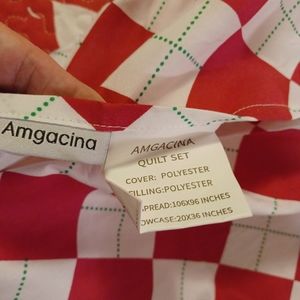 Amgacina
AMGACINA
QUILT SET
COVER: POLYESTER
FILLING:POLYESTER
PREAD:106X96 INCHES
OWCASE:20X36 INCHES